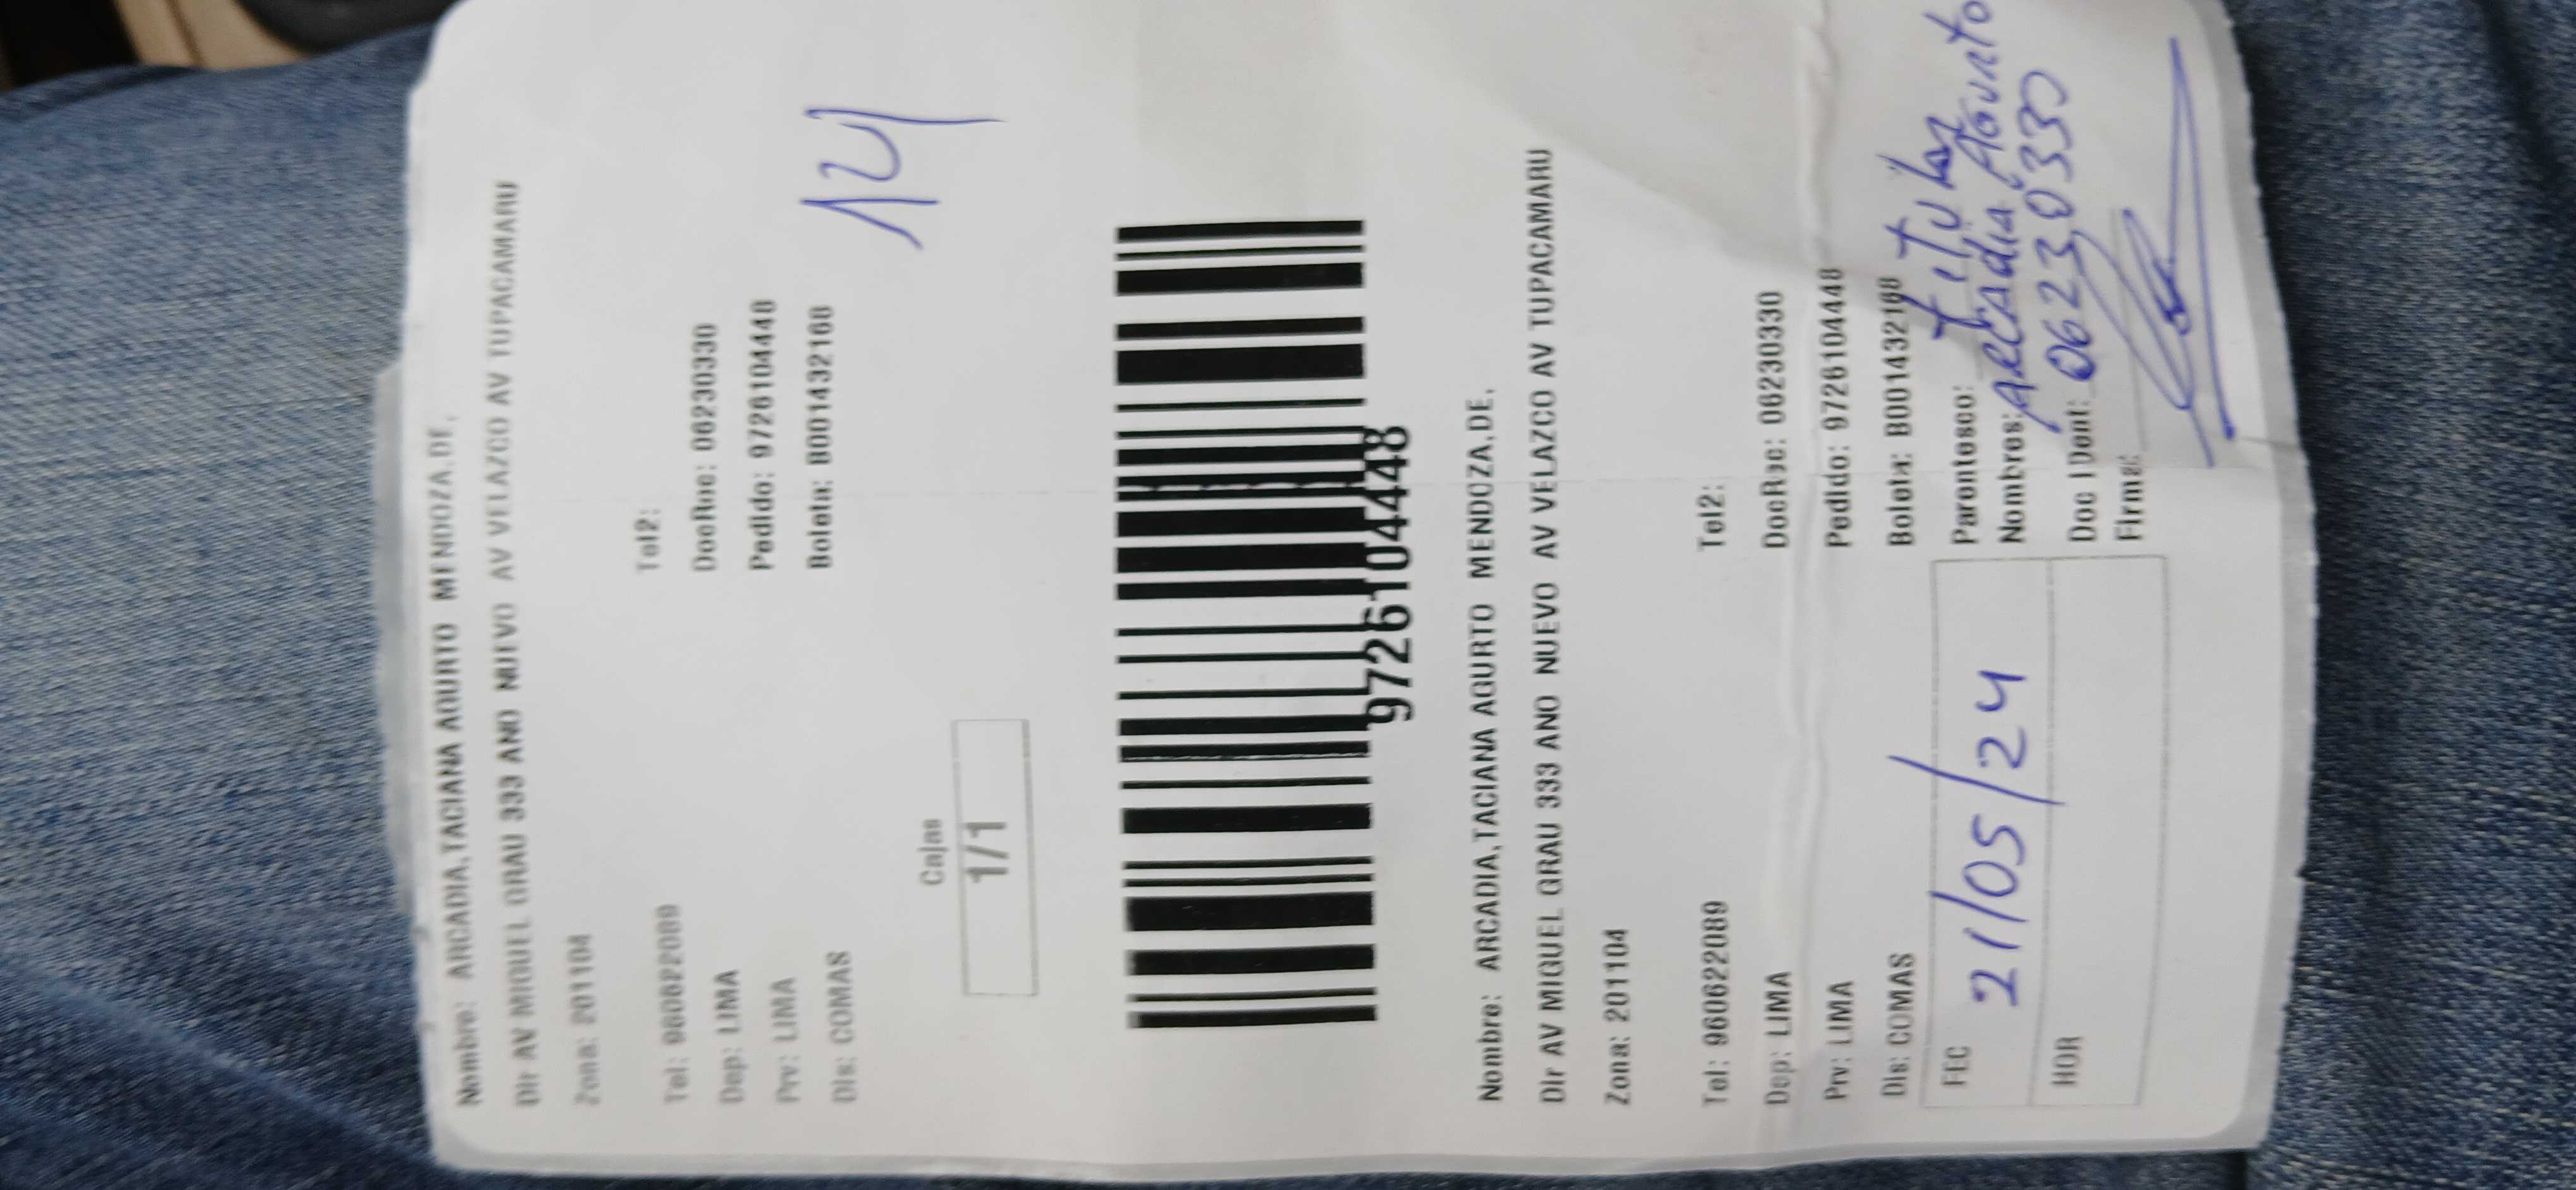 Nombre: ARCADIA,TACIANA AGURTO MENDOZA,DE,
Dir AV MIGUEL GRAU 333 ANO NUEVO AV VELAZCO AV TUPACAMARU
Zona: 201104
Tel: 960622089 Tel2:
Dep: LIMA DocRec: 06230330
Prv: LIMA Pedido: 9726104448
Dis: COMAS Boleta: B001432168
124
Cajas
1/1
9726104448
Nombre: ARCADIA,TACIANA AGURTO MENDOZA,DE,
Dir AV MIGUEL GRAU 333 ANO NUEVO AV VELAZCO AV TUPACAMARU
Zona: 201104
Tel: 960622089 Tel2:
Dep: LIMA DocRec: 06230330
Prv: LIMA Pedido: 9726104448
Dis: COMAS Boleta: B001432168
FEC 21/05/24 Parentesco: titular
Nombres: Arcadia Agurto
HOR Doc IDent: 06230330
Firma: